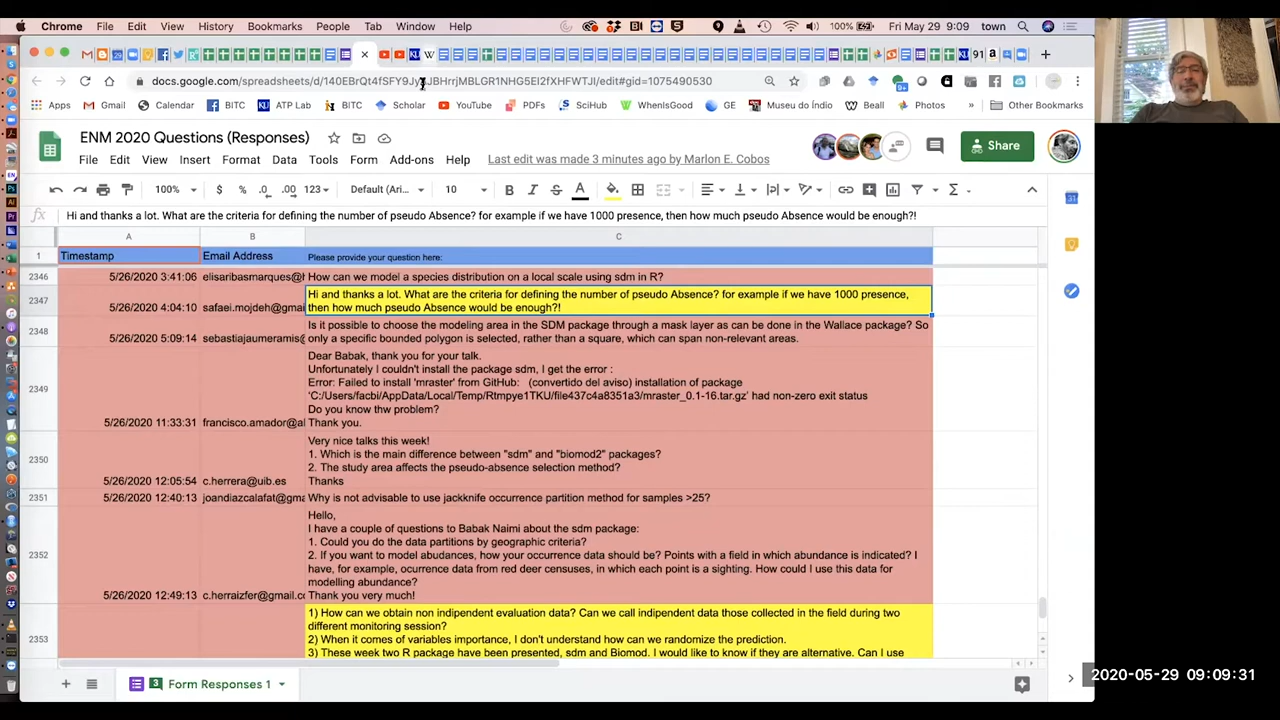 Chrome File Edit View History Bookmarks People Tab Window Help 100% Fri May 29 9:09 town
docs.google.com/spreadsheets/d/
/edit#gid=1075490530
Apps Gmail Calendar BITC ATP Lab BITC Scholar YouTube PDFs SciHub WhenIsGood GE Museu do Índio Beall Photos » Other Bookmarks
ENM 2020 Questions (Responses)
File Edit View Insert Format Data Tools Form Add-ons Help Last edit was made 3 minutes ago by Marlon E. Cobos
Share
100% $ % .0 .00 123 Default (Ari... 10 B I S A
fx Hi and thanks a lot. What are the criteria for defining the number of pseudo Absence? for example if we have 1000 presence, then how much pseudo Absence would be enough?!
A B C
1 Timestamp Email Address Please provide your question here:
2346 5/26/2020 3:41:06 elisaribasmarques@h How can we model a species distribution on a local scale using sdm in R?
Hi and thanks a lot. What are the criteria for defining the number of pseudo Absence? for example if we have 1000 presence,
2347 5/26/2020 4:04:10 safaei.mojdeh@gmai then how much pseudo Absence would be enough?!
Is it possible to choose the modeling area in the SDM package through a mask layer as can be done in the Wallace package? So
2348 5/26/2020 5:09:14 sebastiajaumeramis@ only a specific bounded polygon is selected, rather than a square, which can span non-relevant areas.
Dear Babak, thank you for your talk.
Unfortunately I couldn't install the package sdm, I get the error :
Error: Failed to install 'mraster' from GitHub: (convertido del aviso) installation of package
2349 'C:/Users/facbi/AppData/Local/Temp/Rtmpye1TKU/file437c4a8351a3/mraster_0.1-16.tar.gz' had non-zero exit status
Do you know thw problem?
5/26/2020 11:33:31 francisco.amador@al Thank you.
Very nice talks this week!
2350 1. Which is the main difference between "sdm" and "biomod2" packages?
2. The study area affects the pseudo-absence selection method?
5/26/2020 12:05:54 c.herrera@uib.es Thanks
2351 5/26/2020 12:40:13 joandiazcalafat@gma Why is not advisable to use jackknife occurrence partition method for samples >25?
Hello,
I have a couple of questions to Babak Naimi about the sdm package:
1. Could you do the data partitions by geographic criteria?
2352 2. If you want to model abudances, how your occurrence data should be? Points with a field in which abundance is indicated? I
have, for example, ocurrence data from red deer censuses, in which each point is a sighting. How could I use this data for
modelling abundance?
5/26/2020 12:49:13 c.herraizfer@gmail.cc Thank you very much!
1) How can we obtain non indipendent evaluation data? Can we call indipendent data those collected in the field during two
different monitoring session?
2353 2) When it comes of variables importance, I don't understand how can we randomize the prediction.
3) These week two R package have been presented, sdm and Biomod. I would like to know if they are alternative. Can I use
+ 3 Form Responses 1
2020-05-29 09:09:31